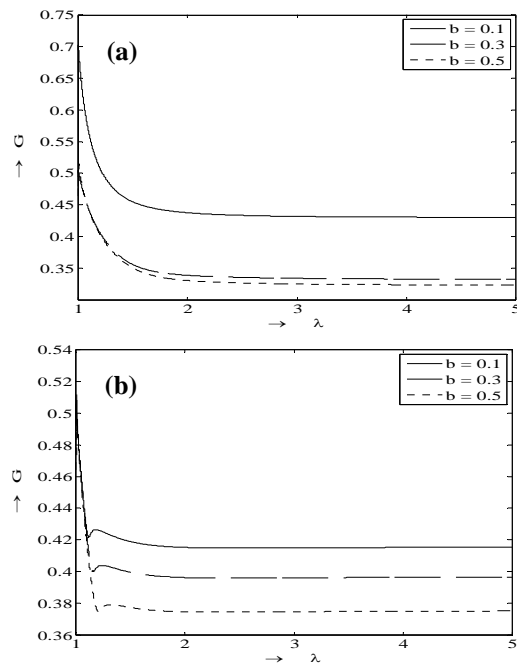 0.75
(a)
b = 0.1
b = 0.3
b = 0.5
0.7
0.65
0.6
0.55
0.5
0.45
0.4
0.35
→ G
1 2 3 4 5
→ λ
0.54
(b)
b = 0.1
b = 0.3
b = 0.5
0.52
0.5
0.48
0.46
0.44
0.42
0.4
0.38
0.36
→ G
1 2 3 4 5
→ λ